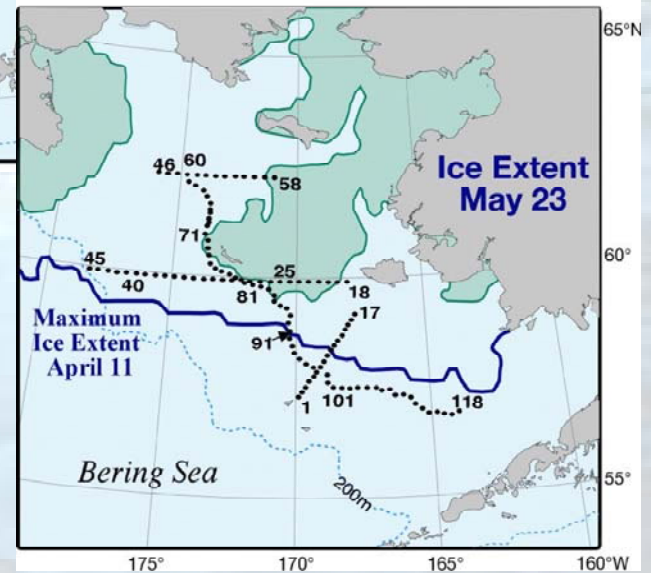 65°N
46 60
58
Ice Extent
May 23
71
60°
45
25
40
81
18
17
Maximum
Ice Extent
April 11
91
1
101
118
Bering Sea
200m
55°
175°
170°
165°
160°W